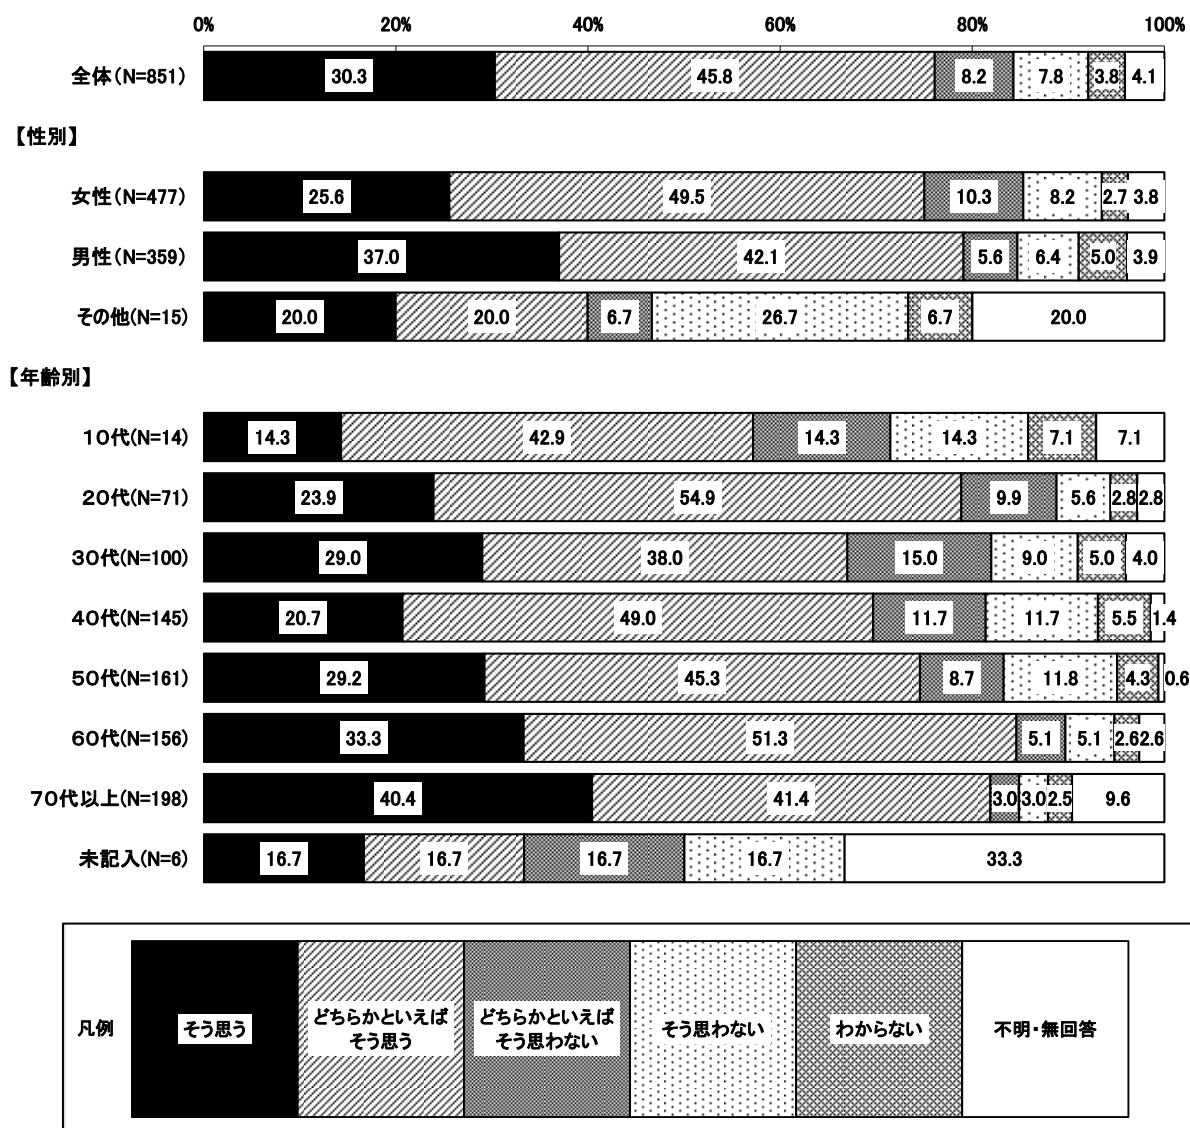 0% 20% 40% 60% 80% 100%
全体(N=851) 30.3 45.8 8.2 7.8 3.8 4.1
【性別】
女性(N=477) 25.6 49.5 10.3 8.2 2.7 3.8
男性(N=359) 37.0 42.1 5.6 6.4 5.0 3.9
その他(N=15) 20.0 20.0 6.7 26.7 6.7 20.0
【年齢別】
10代(N=14) 14.3 42.9 14.3 14.3 7.1 7.1
20代(N=71) 23.9 54.9 9.9 5.6 2.8 2.8
30代(N=100) 29.0 38.0 15.0 9.0 5.0 4.0
40代(N=145) 20.7 49.0 11.7 11.7 5.5 1.4
50代(N=161) 29.2 45.3 8.7 11.8 4.3 0.6
60代(N=156) 33.3 51.3 5.1 5.1 2.6 2.6
70代以上(N=198) 40.4 41.4 3.0 3.0 2.5 9.6
未記入(N=6) 16.7 16.7 16.7 16.7 33.3
凡例
そう思う
どちらかといえば
そう思う
どちらかといえば
そう思わない
そう思わない
わからない
不明・無回答